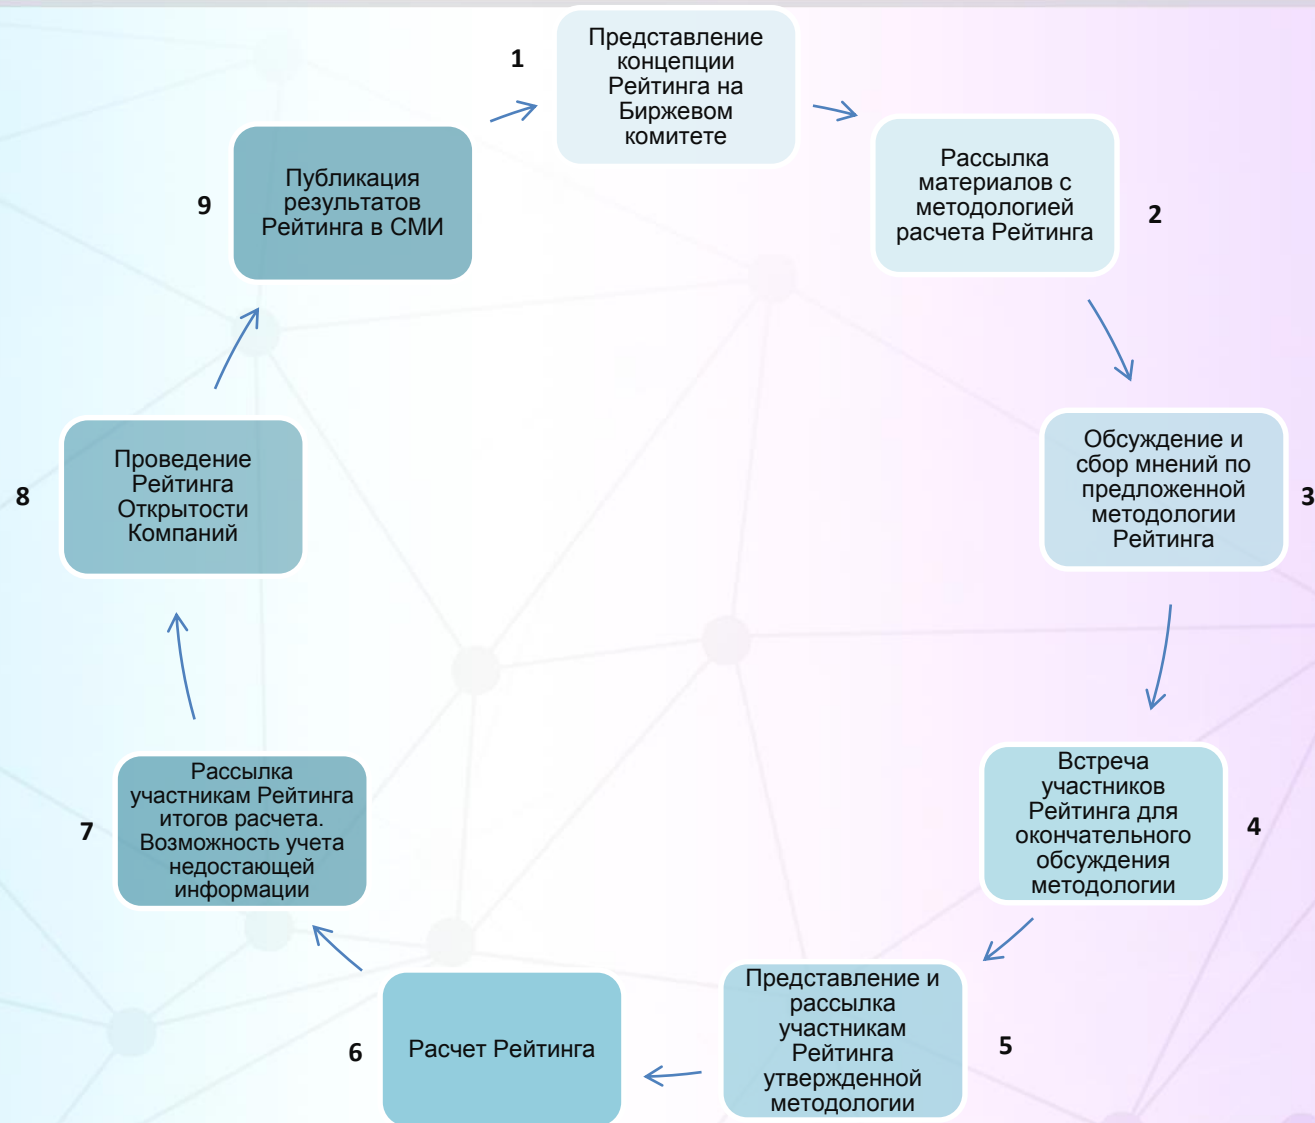 1
Представление
концепции
Рейтинга на
Биржевом
комитете
Рассылка
материалов с
методологией
расчета Рейтинга
2
Обсуждение и
сбор мнений по
предложенной
методологии
Рейтинга
3
Встреча
участников
Рейтинга для
окончательного
обсуждения
методологии
4
Представление и
рассылка
участникам
Рейтинга
утвержденной
методологии
5
6
Расчет Рейтинга
7
Рассылка
участникам Рейтинга
итогов расчета.
Возможность учета
недостающей
информации
8
Проведение
Рейтинга
Открытости
Компаний
9
Публикация
результатов
Рейтинга в СМИ